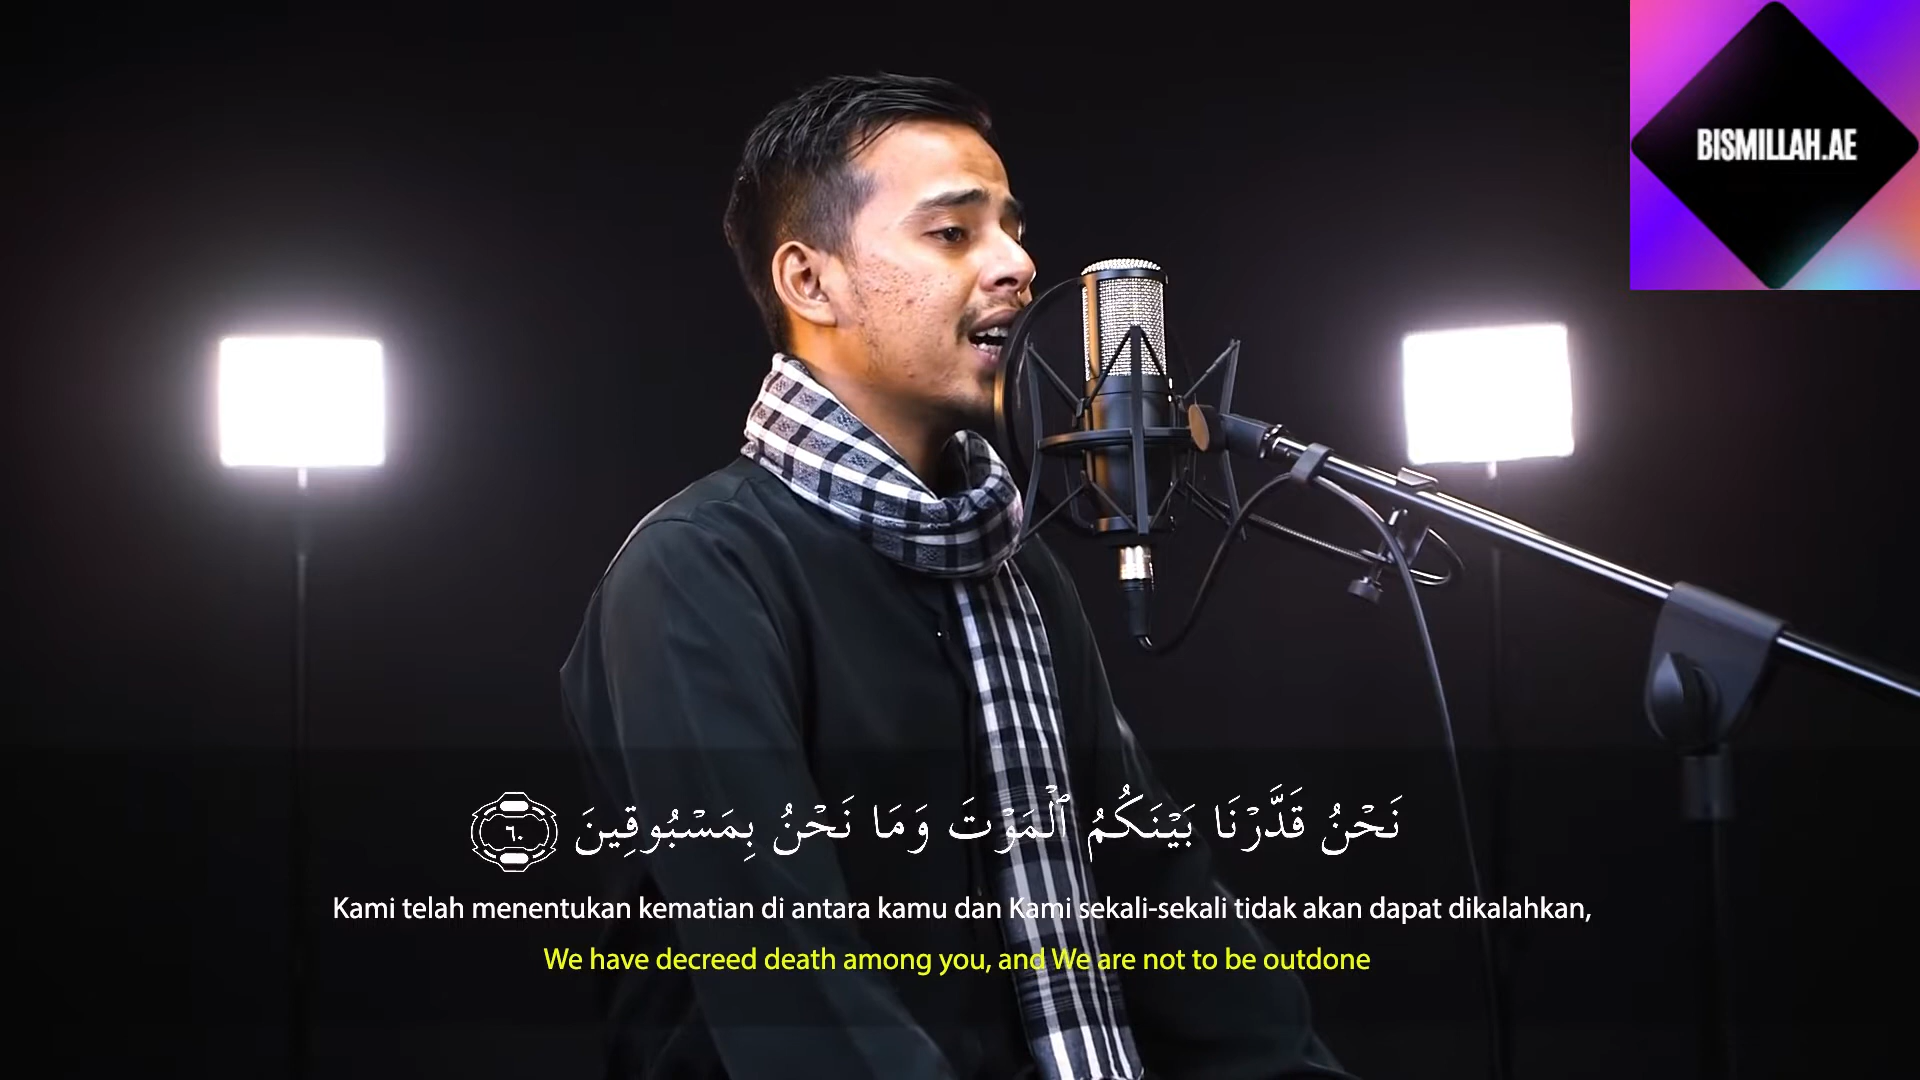 BISMILLAH.AE
نَحْنُ قَدَّرْنَا بَيْنَكُمُ ٱلْمَوْتَ وَمَا نَحْنُ بِمَسْبُوقِينَ ٦٠
Kami telah menentukan kematian di antara kamu dan Kami sekali-sekali tidak akan dapat dikalahkan,
We have decreed death among you, and We are not to be outdone